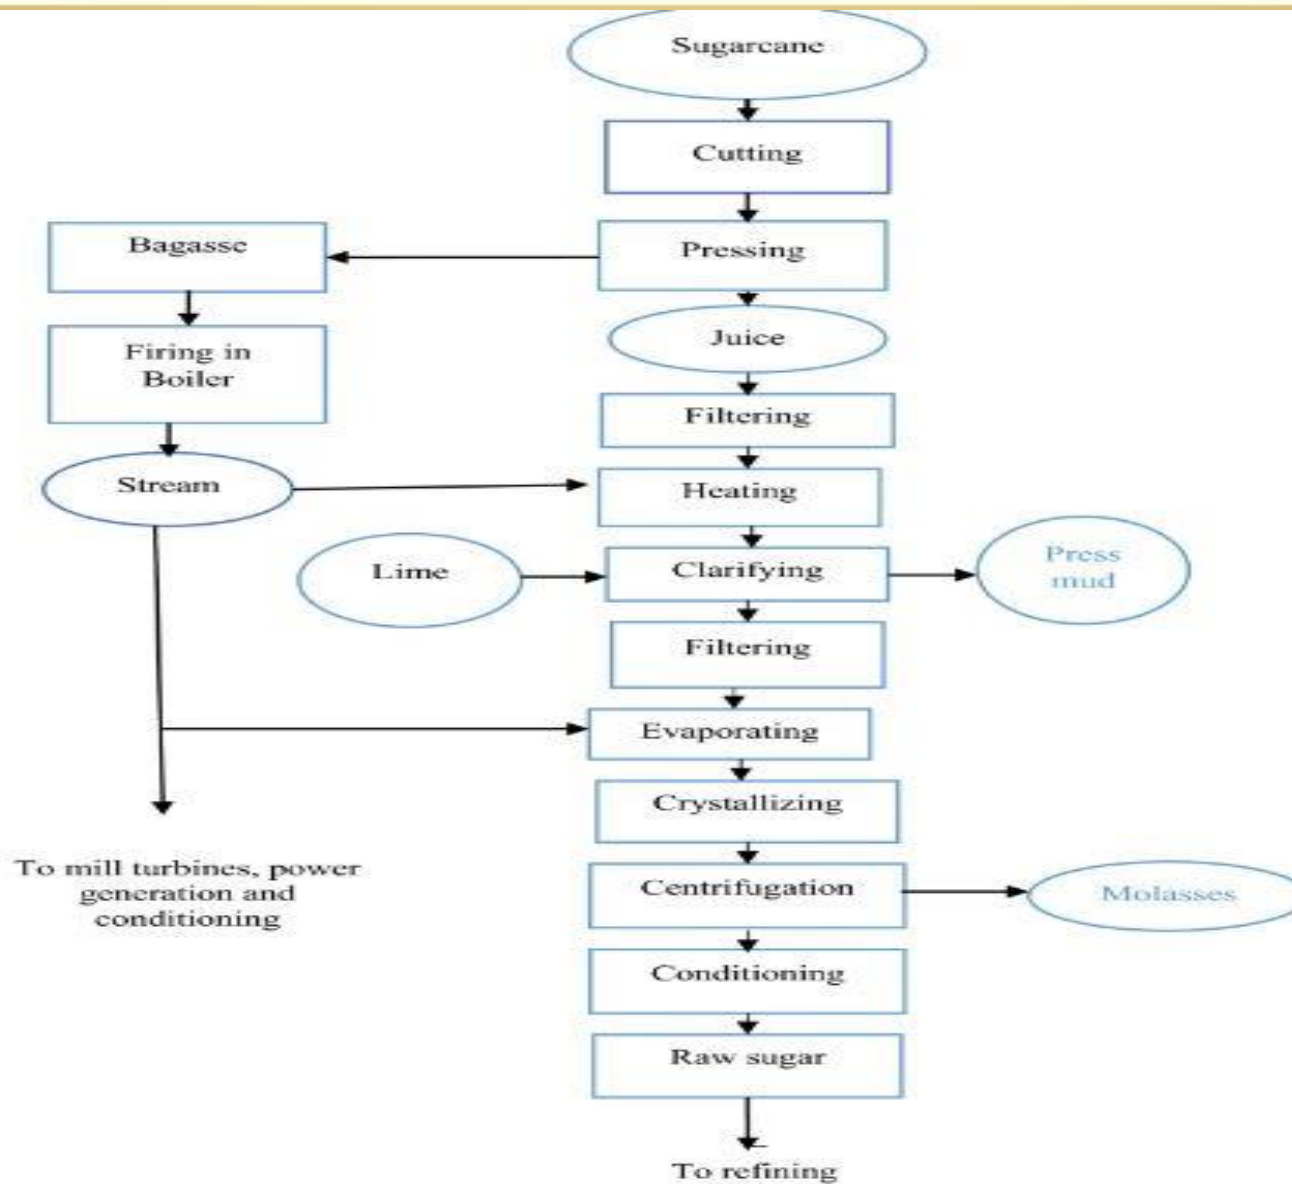 Sugarcane
Cutting
Bagasse
Pressing
Juice
Firing in
Boiler
Filtering
Stream
Heating
Lime
Clarifying
Press
mud
Filtering
Evaporating
Crystallizing
To mill turbines, power
generation and
conditioning
Centrifugation
Molasses
Conditioning
Raw sugar
To refining